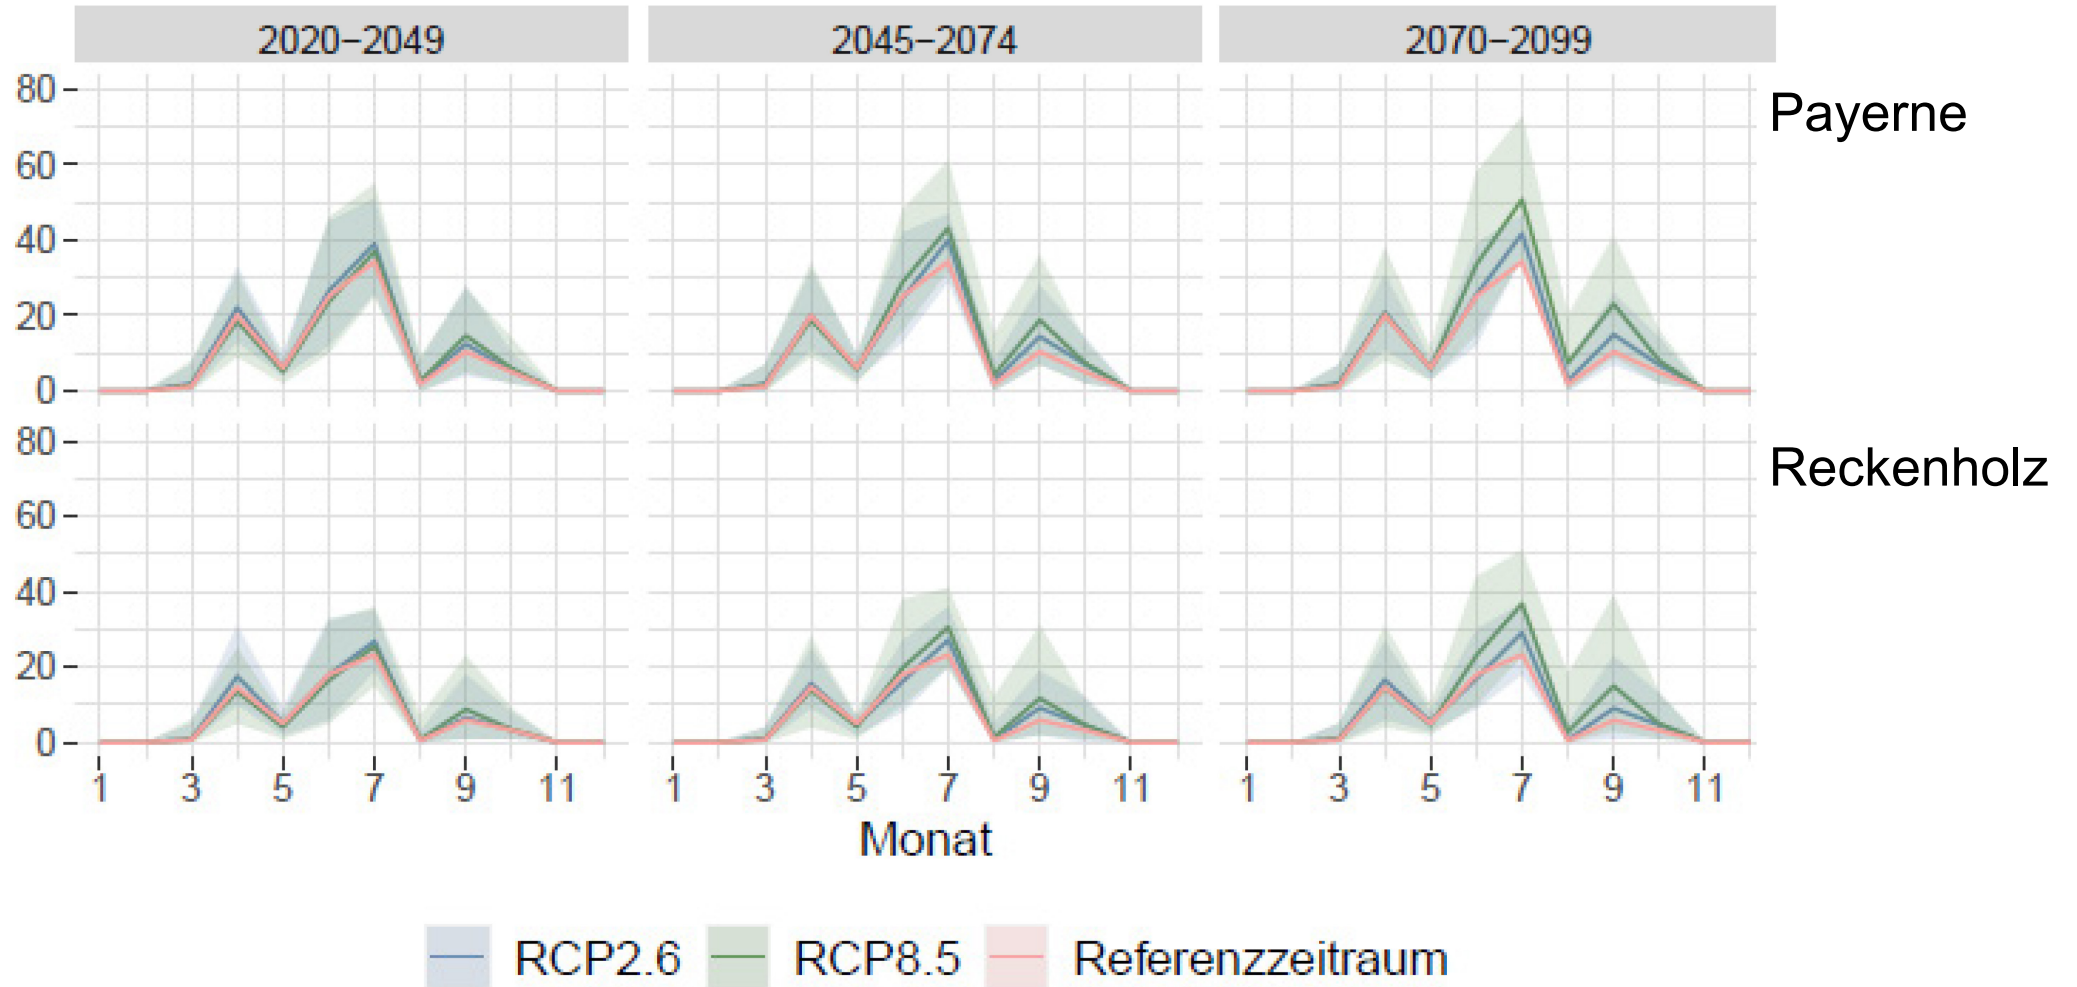 2020−2049 2045−2074 2070−2099
Payerne
80
60
40
20
0
Reckenholz
80
60
40
20
0
1 3 5 7 9 11 1 3 5 7 9 11 1 3 5 7 9 11
Monat
RCP2.6 RCP8.5 Referenzzeitraum